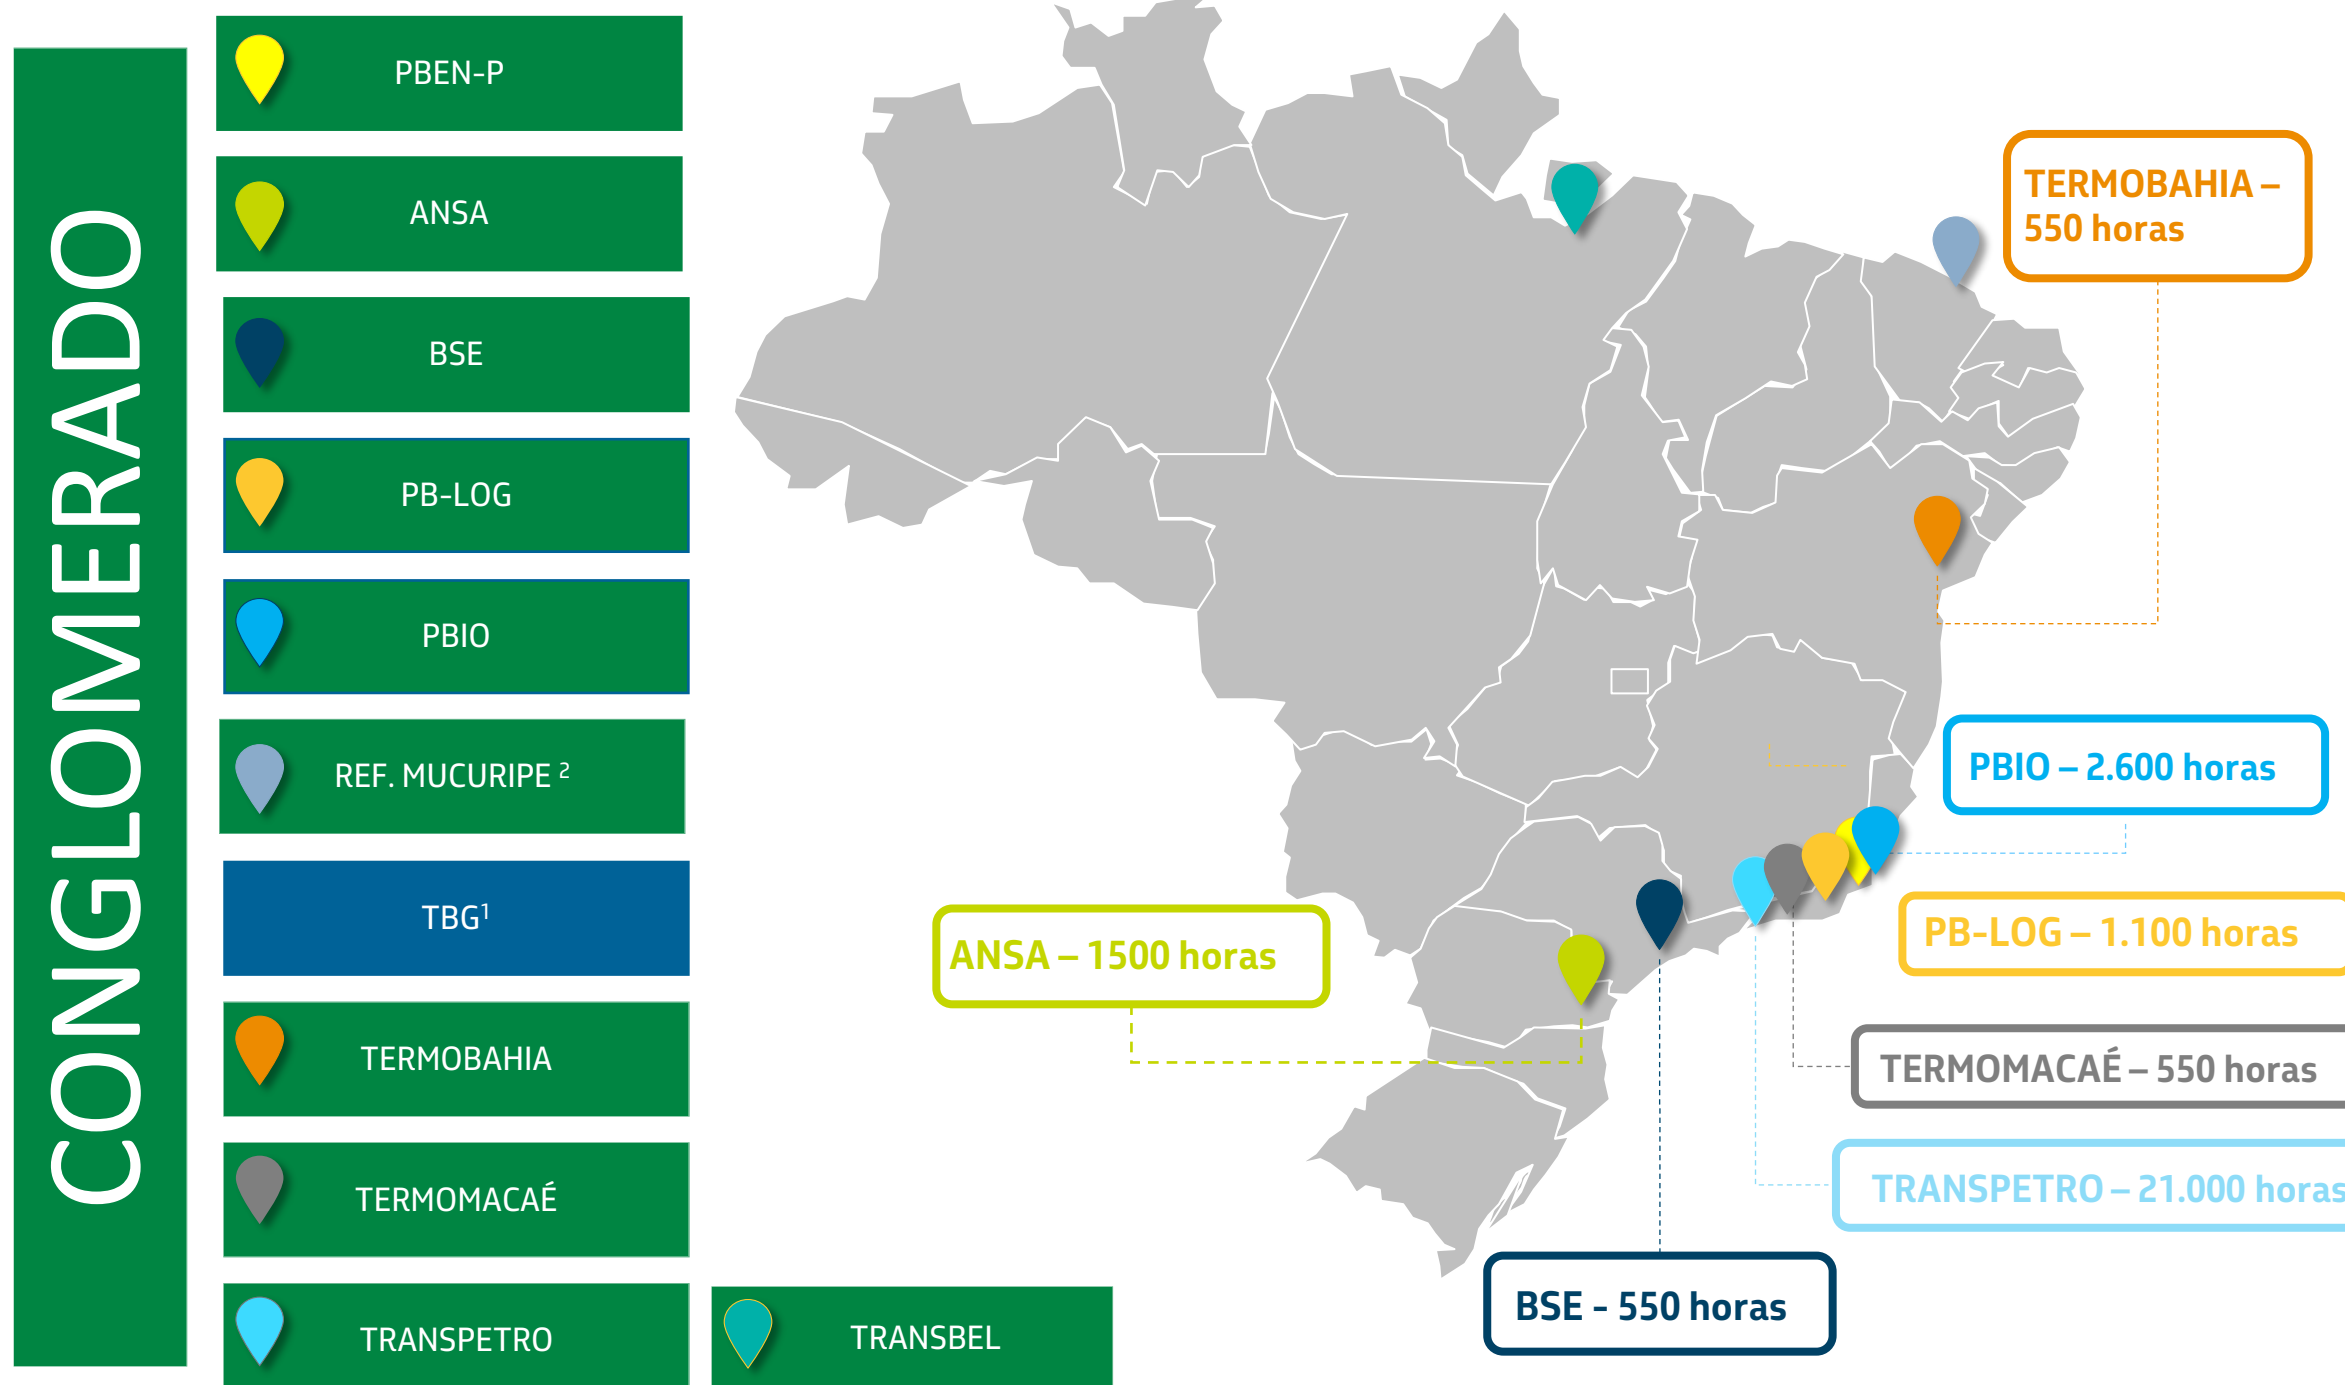 CONGLOMERADO
PBEN-P
ANSA
BSE
PB-LOG
PBIO
REF. MUCURIPE ²
TBG¹
TERMOBAHIA
TERMOMACAÉ
TRANSPETRO
TRANSBEL
TERMOBAHIA –
550 horas
PBIO – 2.600 horas
PB-LOG – 1.100 horas
ANSA – 1500 horas
TERMOMACAÉ – 550 horas
TRANSPETRO – 21.000 horas
BSE - 550 horas